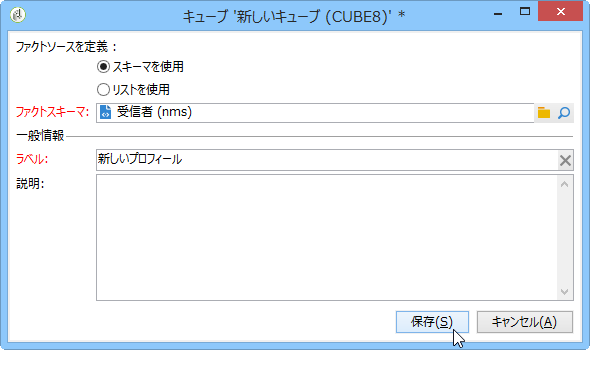 キューブ '新しいキューブ (CUBE8)' *
ファクトソースを定義 :
スキーマを使用
リストを使用
ファクトスキーマ: 受信者 (nms)
一般情報
ラベル: 新しいプロフィール
説明:
保存(S) キャンセル(A)